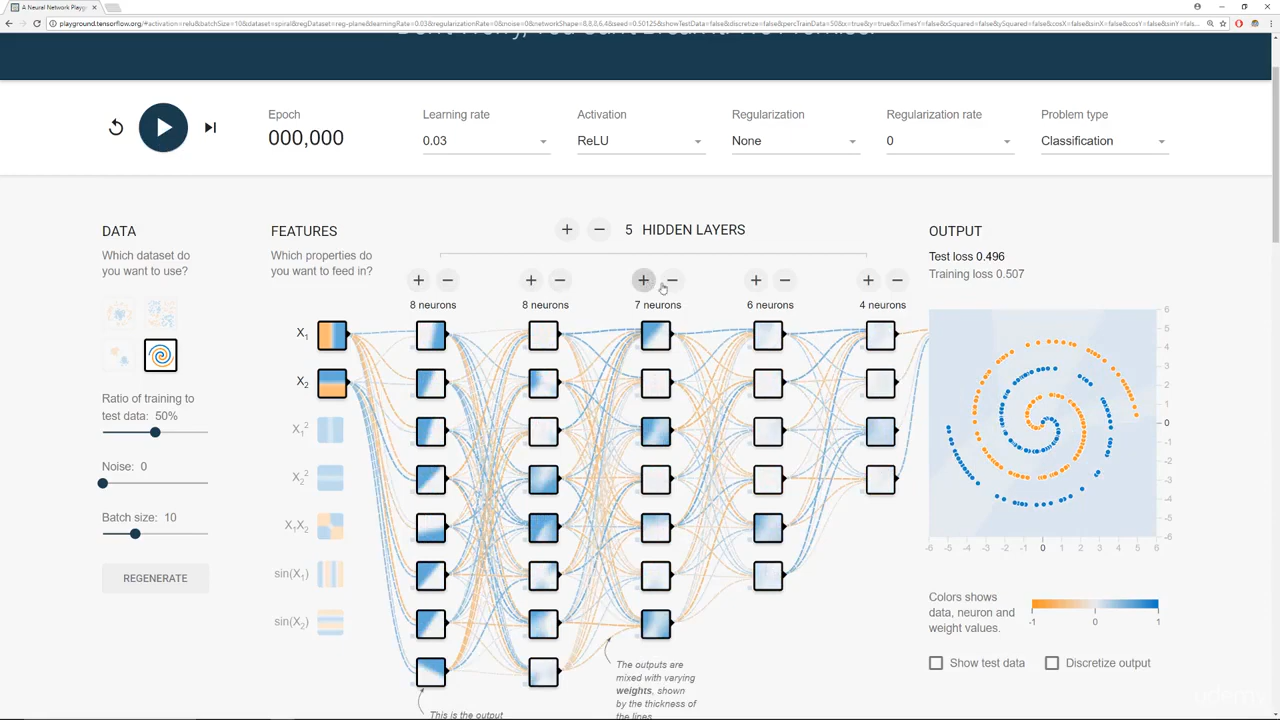 A Neural Network Playgr
playground.tensorflow.org/#activation=relu&batchSize=10&dataset=spiral&regDataset=reg-plane&learningRate=0.03&regularizationRate=0&noise=0&networkShape=8,8,8,6,4&seed=0.50125&showTestData=false&discretize=false&percTrainData=50&x=true&y=true&xTimesY=false&xSquared=false&ySquared=false&cosX=false&sinX=false&cosY=false&sinY=fals...
Epoch
000,000
Learning rate
0.03
Activation
ReLU
Regularization
None
Regularization rate
0
Problem type
Classification
DATA
Which dataset do
you want to use?
Ratio of training to
test data: 50%
Noise: 0
Batch size: 10
REGENERATE
FEATURES
Which properties do
you want to feed in?
X1
X2
X1²
X2²
X1X2
sin(X1)
sin(X2)
+ − 5 HIDDEN LAYERS
+ − + − + − + − + −
8 neurons 8 neurons 7 neurons 6 neurons 4 neurons
This is the output
The outputs are
mixed with varying
weights, shown
by the thickness of
the lines.
OUTPUT
Test loss 0.496
Training loss 0.507
6
5
4
3
2
1
0
-1
-2
-3
-4
-5
-6
-6 -5 -4 -3 -2 -1 0 1 2 3 4 5 6
Colors shows
data, neuron and
weight values.
-1 0 1
Show test data Discretize output
udemy